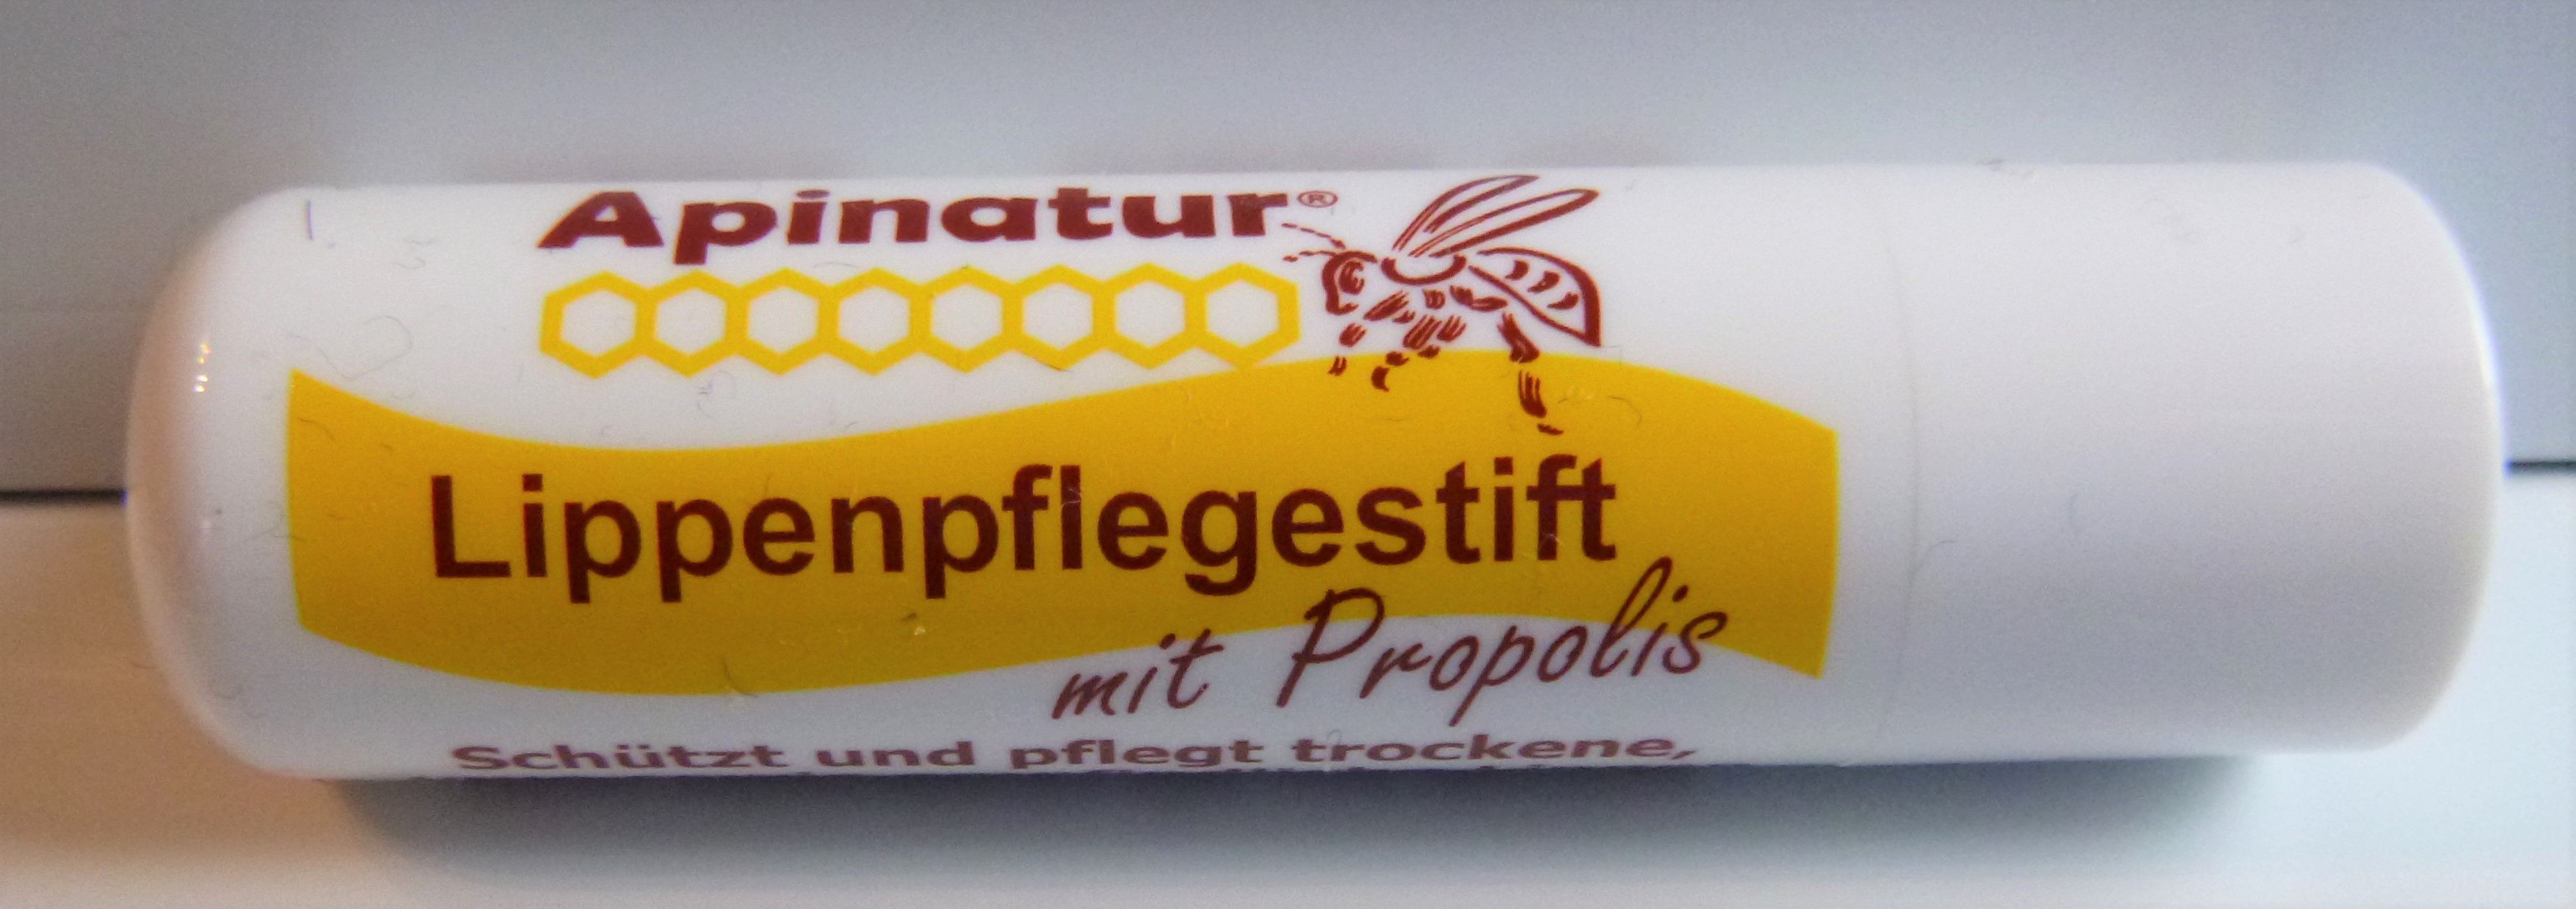 Apinatur®
Lippenpflegestift
mit Propolis
Schützt und pflegt trockene,